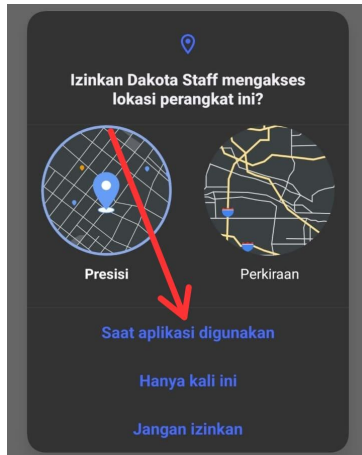 Izinkan Dakota Staff mengakses
lokasi perangkat ini?
Presisi
Perkiraan
Saat aplikasi digunakan
Hanya kali ini
Jangan izinkan